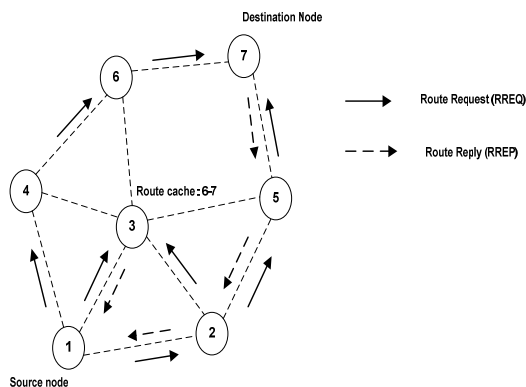 Destination Node
7
6
Route Request (RREQ)
Route Reply (RREP)
Route cache : 6-7
4
5
3
2
1
Source node